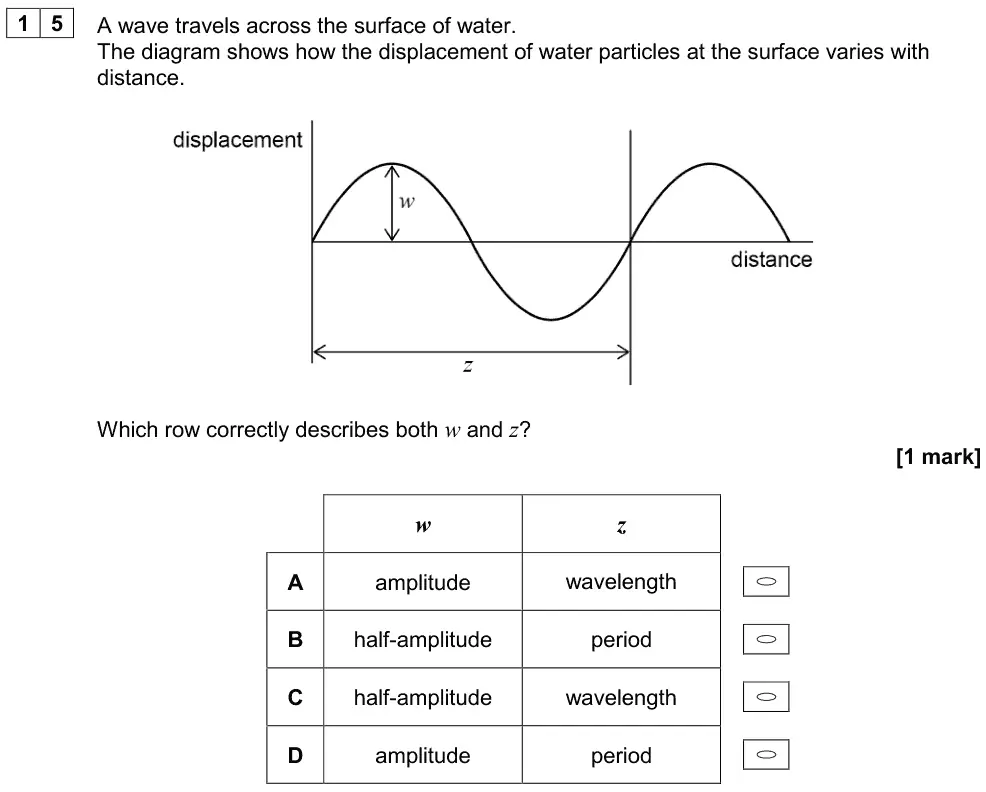 1 5 A wave travels across the surface of water.
The diagram shows how the displacement of water particles at the surface varies with
distance.
displacement
w
distance
z
Which row correctly describes both w and z?
[1 mark]
w z
A amplitude wavelength
B half-amplitude period
C half-amplitude wavelength
D amplitude period